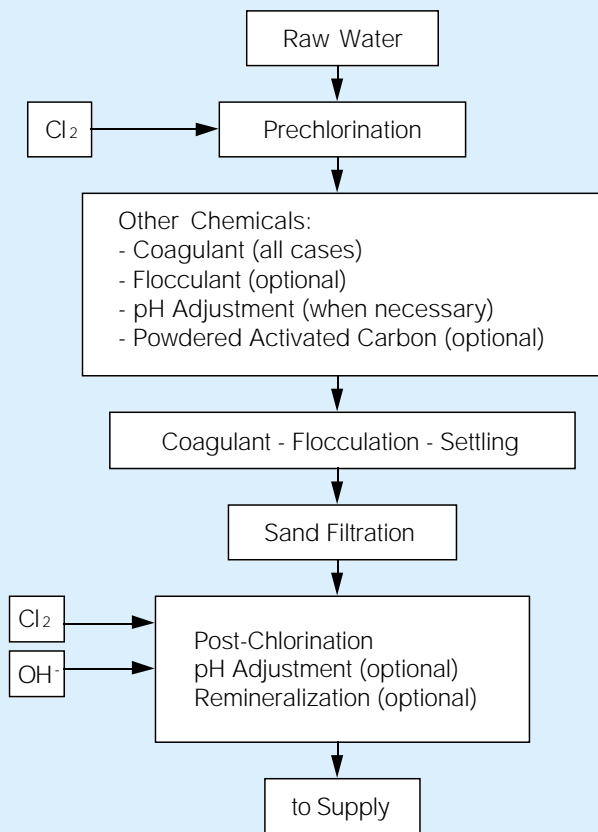 Raw Water
Cl₂
Prechlorination
Other Chemicals:
- Coagulant (all cases)
- Flocculant (optional)
- pH Adjustment (when necessary)
- Powdered Activated Carbon (optional)
Coagulant - Flocculation - Settling
Sand Filtration
Cl₂
OH⁻
Post-Chlorination
pH Adjustment (optional)
Remineralization (optional)
to Supply